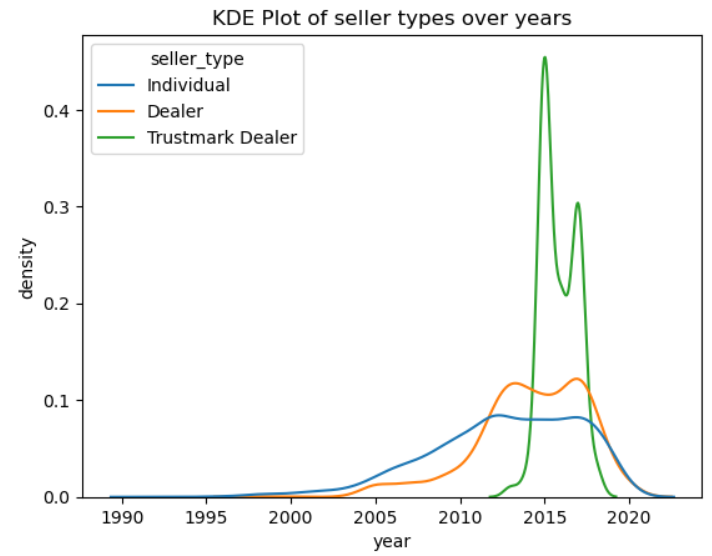 KDE Plot of seller types over years
seller_type
Individual
Dealer
Trustmark Dealer
density
0.4
0.3
0.2
0.1
0.0
1990 1995 2000 2005 2010 2015 2020
year